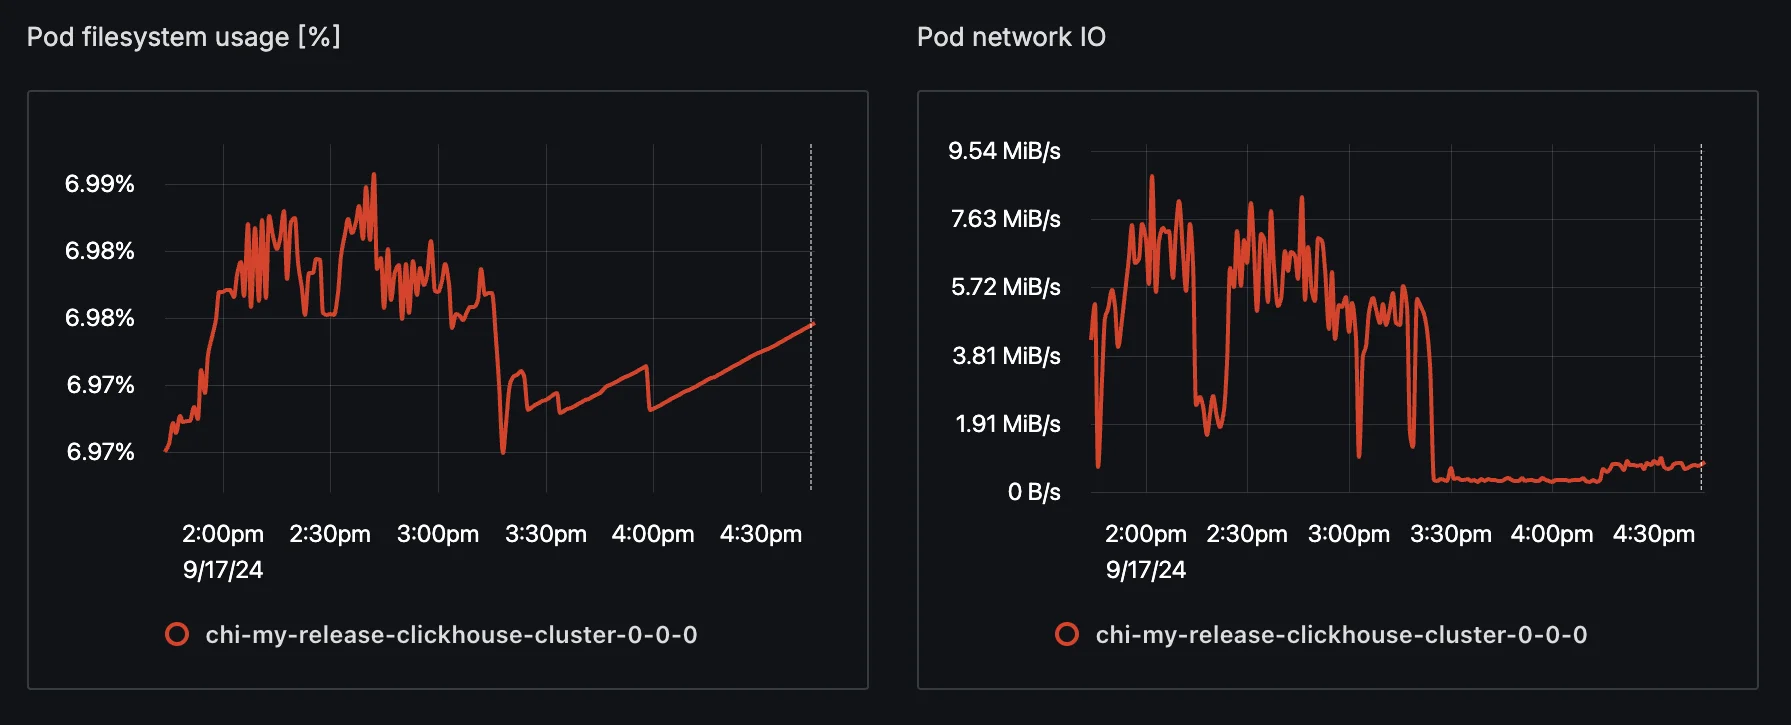 Pod filesystem usage [%]
6.99%
6.98%
6.98%
6.97%
6.97%
2:00pm 2:30pm 3:00pm 3:30pm 4:00pm 4:30pm
9/17/24
chi-my-release-clickhouse-cluster-0-0-0
Pod network IO
9.54 MiB/s
7.63 MiB/s
5.72 MiB/s
3.81 MiB/s
1.91 MiB/s
0 B/s
2:00pm 2:30pm 3:00pm 3:30pm 4:00pm 4:30pm
9/17/24
chi-my-release-clickhouse-cluster-0-0-0